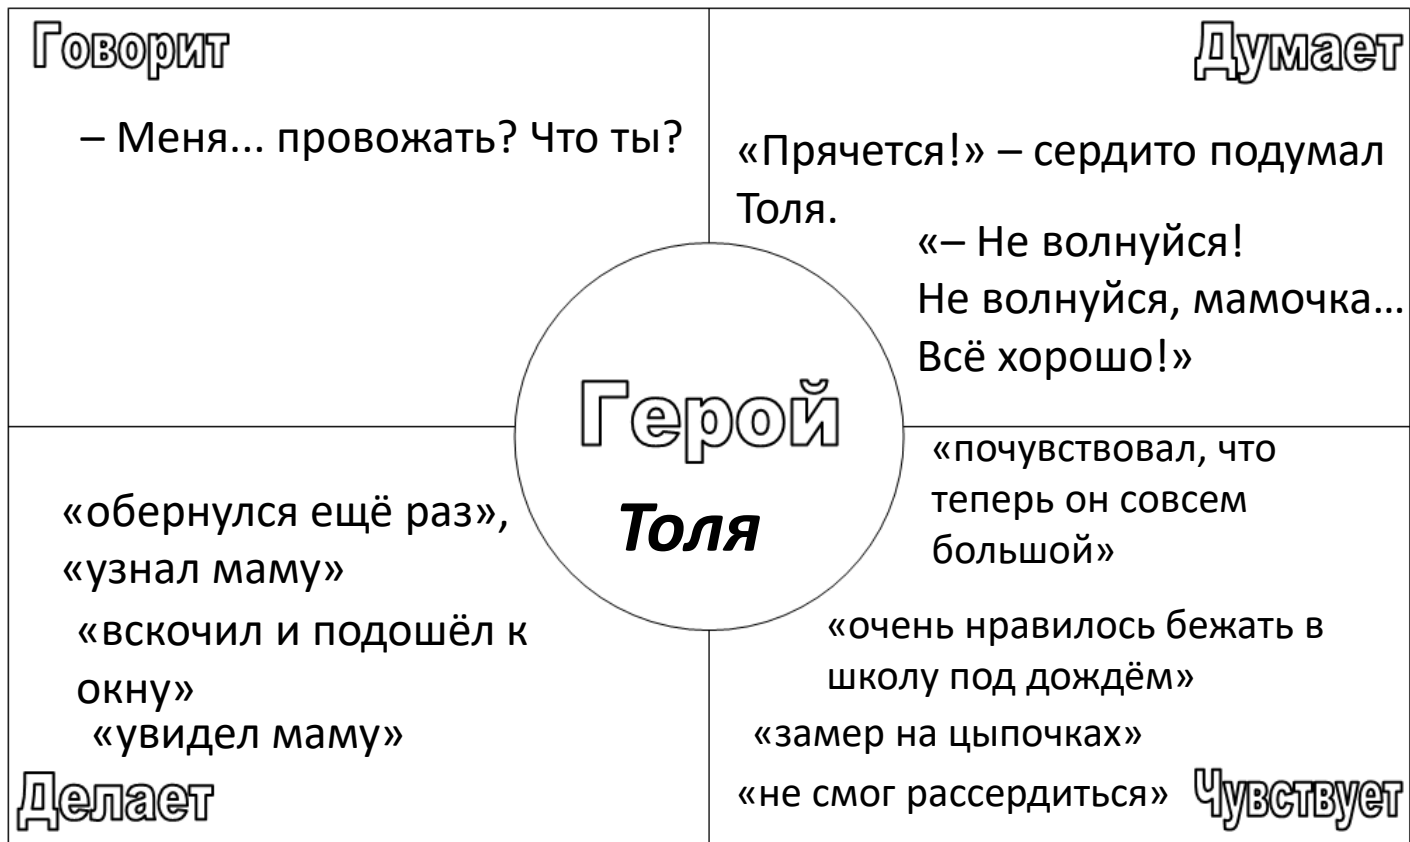 Говорит
– Меня... провожать? Что ты?
Думает
«Прячется!» – сердито подумал
Толя.
«– Не волнуйся!
Не волнуйся, мамочка…
Всё хорошо!»
Герой
Толя
«обернулся ещё раз»,
«узнал маму»
«вскочил и подошёл к
окну»
«увидел маму»
Делает
«почувствовал, что
теперь он совсем
большой»
«очень нравилось бежать в
школу под дождём»
«замер на цыпочках»
«не смог рассердиться»
Чувствует